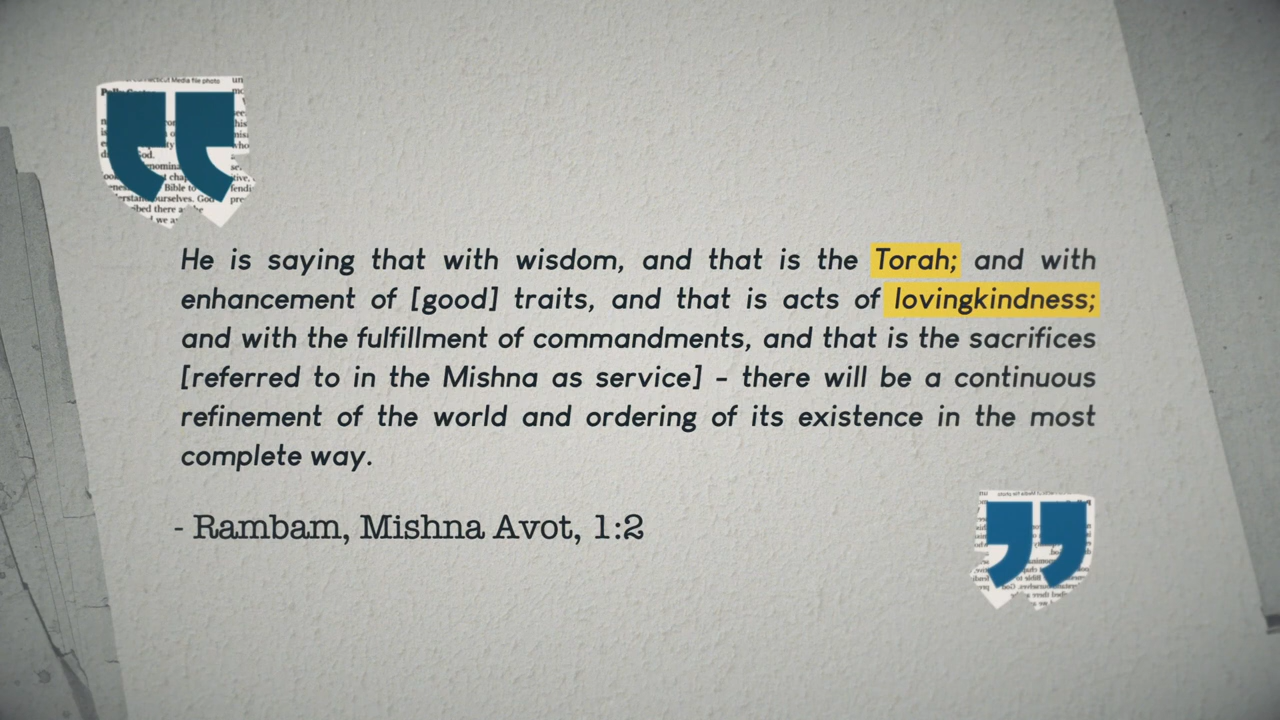 He is saying that with wisdom, and that is the Torah; and with
enhancement of [good] traits, and that is acts of lovingkindness;
and with the fulfillment of commandments, and that is the sacrifices
[referred to in the Mishna as service] – there will be a continuous
refinement of the world and ordering of its existence in the most
complete way.
- Rambam, Mishna Avot, 1:2